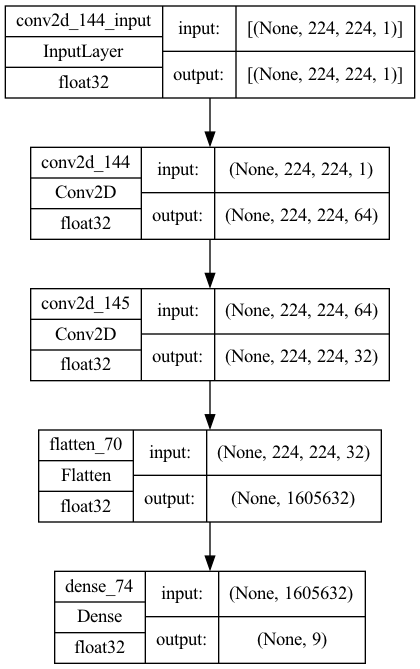 conv2d_144_input
InputLayer
float32
input:
[(None, 224, 224, 1)]
output:
[(None, 224, 224, 1)]
conv2d_144
Conv2D
float32
input:
(None, 224, 224, 1)
output:
(None, 224, 224, 64)
conv2d_145
Conv2D
float32
input:
(None, 224, 224, 64)
output:
(None, 224, 224, 32)
flatten_70
Flatten
float32
input:
(None, 224, 224, 32)
output:
(None, 1605632)
dense_74
Dense
float32
input:
(None, 1605632)
output:
(None, 9)